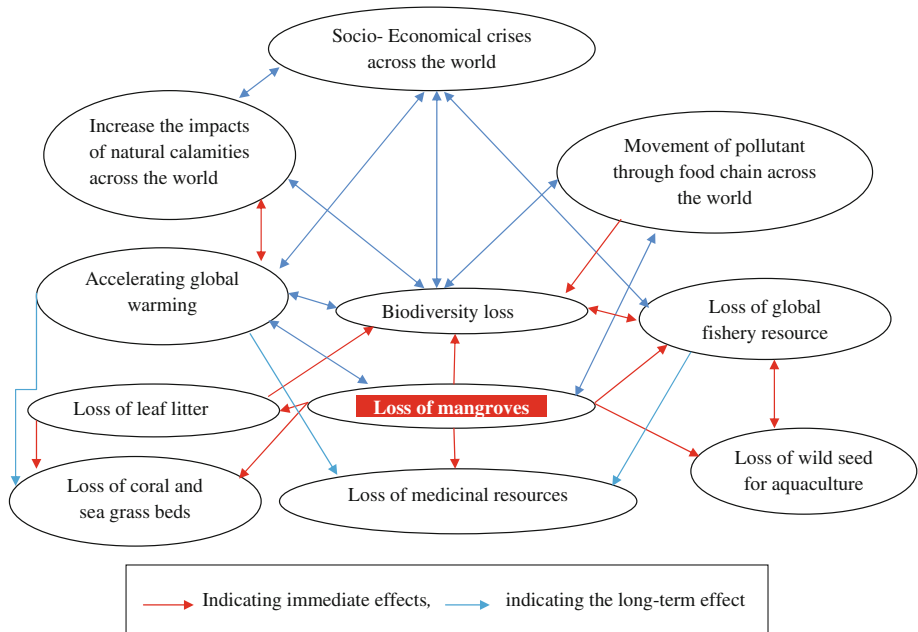 Socio- Economical crises
across the world
Increase the impacts
of natural calamities
across the world
Movement of pollutant
through food chain across
the world
Accelerating global
warming
Biodiversity loss
Loss of global
fishery resource
Loss of leaf litter
Loss of mangroves
Loss of coral and
sea grass beds
Loss of medicinal resources
Loss of wild seed
for aquaculture
Indicating immediate effects, indicating the long-term effect